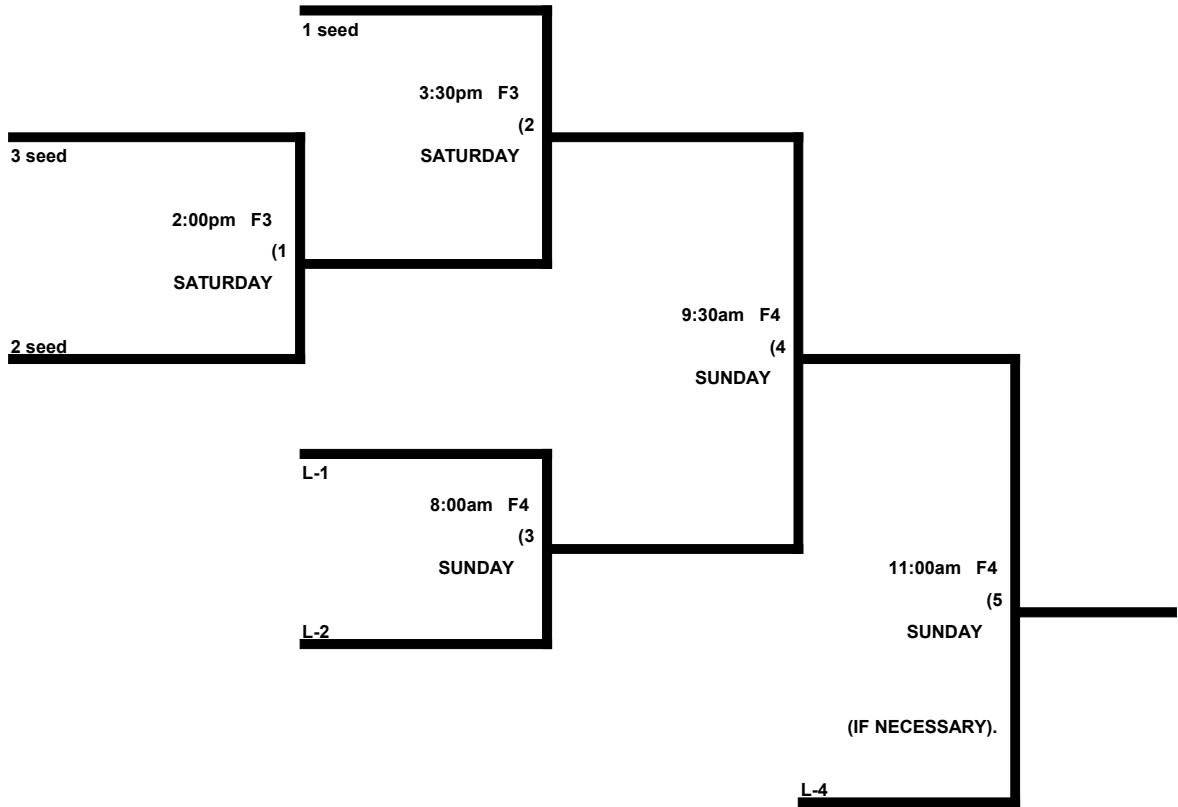 1 seed
3:30pm F3
(2
SATURDAY
3 seed
2:00pm F3
(1
SATURDAY
2 seed
9:30am F4
(4
SUNDAY
L-1
8:00am F4
(3
SUNDAY
L-2
11:00am F4
(5
SUNDAY
(IF NECESSARY).
L-4